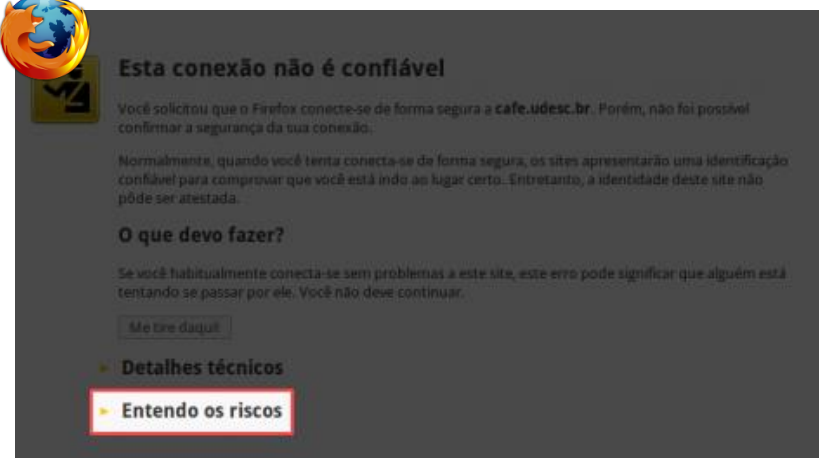 Esta conexão não é confiável
Você solicitou que o Firefox conecte-se de forma segura a cafe.udesc.br. Porém, não foi possível
confirmar a segurança da sua conexão.
Normalmente, quando você tenta conecta-se de forma segura, os sites apresentarão uma identificação
confiável para comprovar que você está indo ao lugar certo. Entretanto, a identidade deste site não
pôde ser atestada.
O que devo fazer?
Se você habitualmente conecta-se sem problemas a este site, este erro pode significar que alguém está
tentando se passar por ele. Você não deve continuar.
Me tire daqui!
Detalhes técnicos
Entendo os riscos